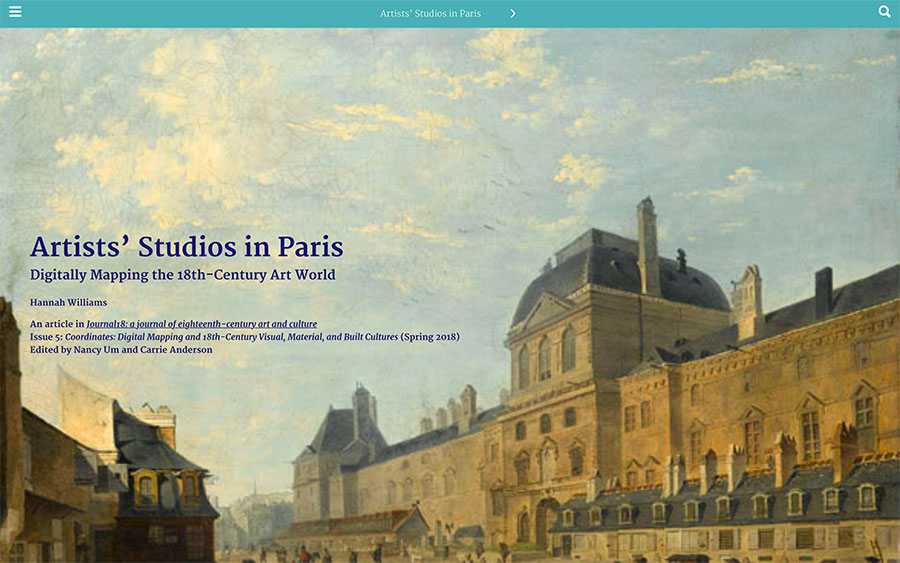 Artists' Studios in Paris
Artists’ Studios in Paris
Digitally Mapping the 18th-Century Art World
Hannah Williams
An article in Journal18: a journal of eighteenth-century art and culture
Issue 5: Coordinates: Digital Mapping and 18th-Century Visual, Material, and Built Cultures (Spring 2018)
Edited by Nancy Um and Carrie Anderson